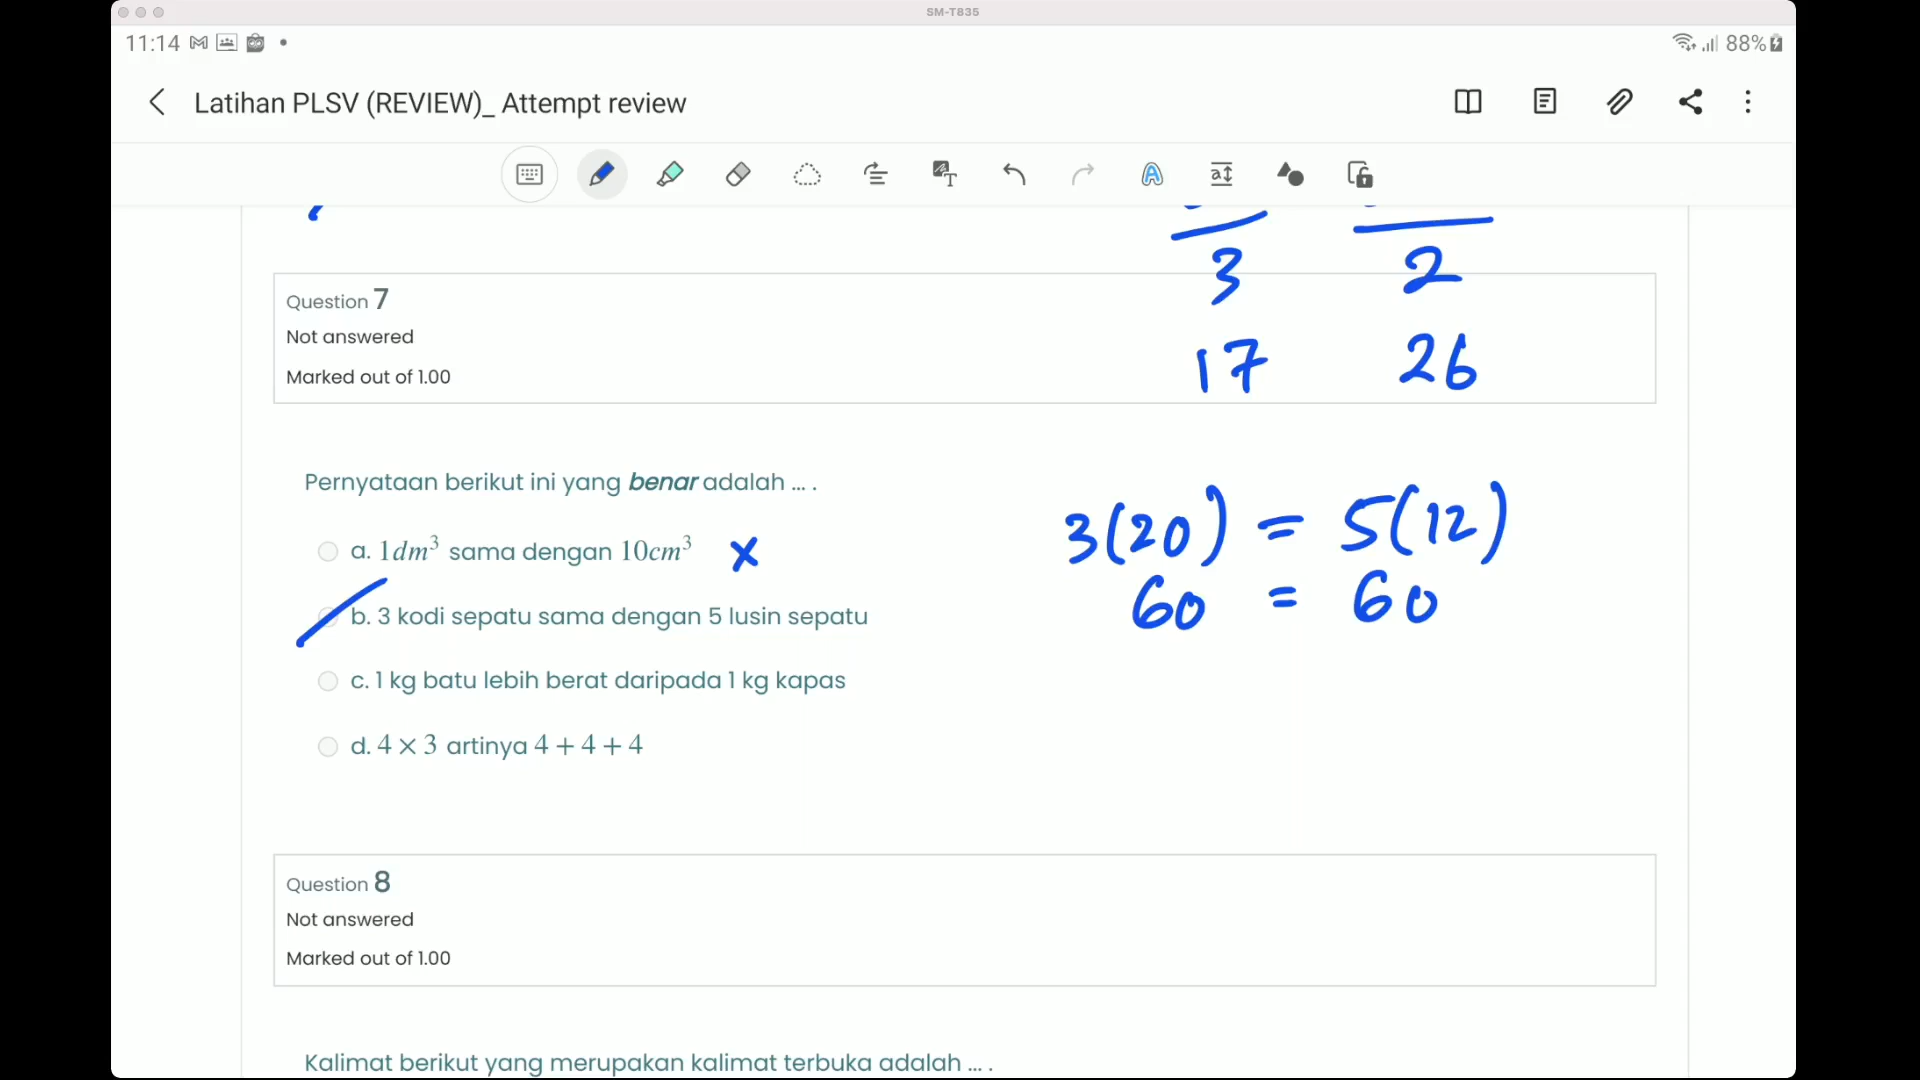 SM-T835
11:14
88%
Latihan PLSV (REVIEW)_ Attempt review
3 2
Question 7
Not answered
Marked out of 1.00
17 26
Pernyataan berikut ini yang benar adalah ... .
a. 1dm³ sama dengan 10cm³ x
3(20) = 5(12)
60 = 60
b. 3 kodi sepatu sama dengan 5 lusin sepatu
c. 1 kg batu lebih berat daripada 1 kg kapas
d. 4 × 3 artinya 4 + 4 + 4
Question 8
Not answered
Marked out of 1.00
Kalimat berikut yang merupakan kalimat terbuka adalah ... .